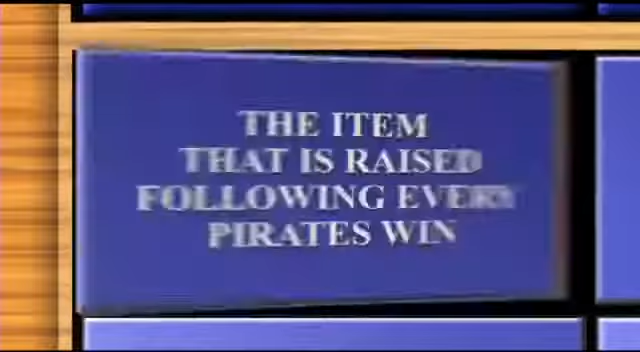 THE ITEM
THAT IS RAISED
FOLLOWING EVERY
PIRATES WIN